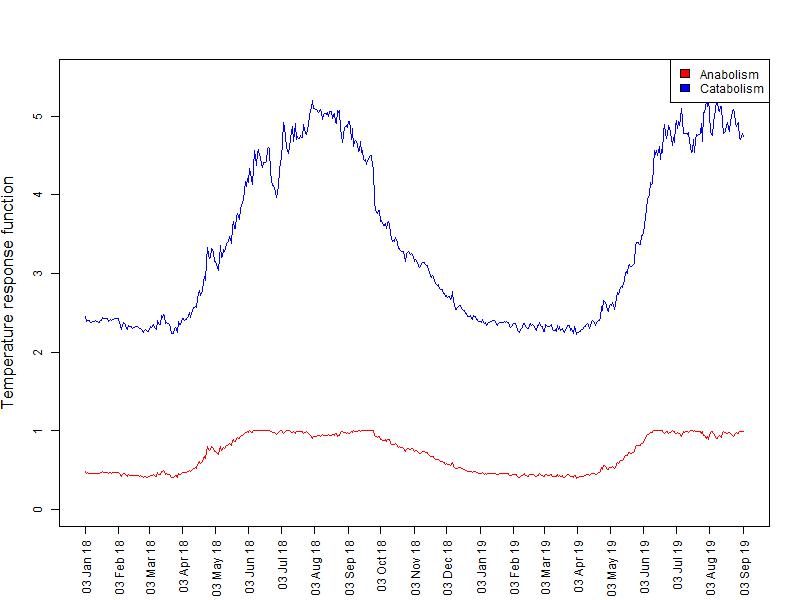 Anabolism
Catabolism
Temperature response function
5
4
3
2
1
0
03 Jan 18
03 Feb 18
03 Mar 18
03 Apr 18
03 May 18
03 Jun 18
03 Jul 18
03 Aug 18
03 Sep 18
03 Oct 18
03 Nov 18
03 Dec 18
03 Jan 19
03 Feb 19
03 Mar 19
03 Apr 19
03 May 19
03 Jun 19
03 Jul 19
03 Aug 19
03 Sep 19